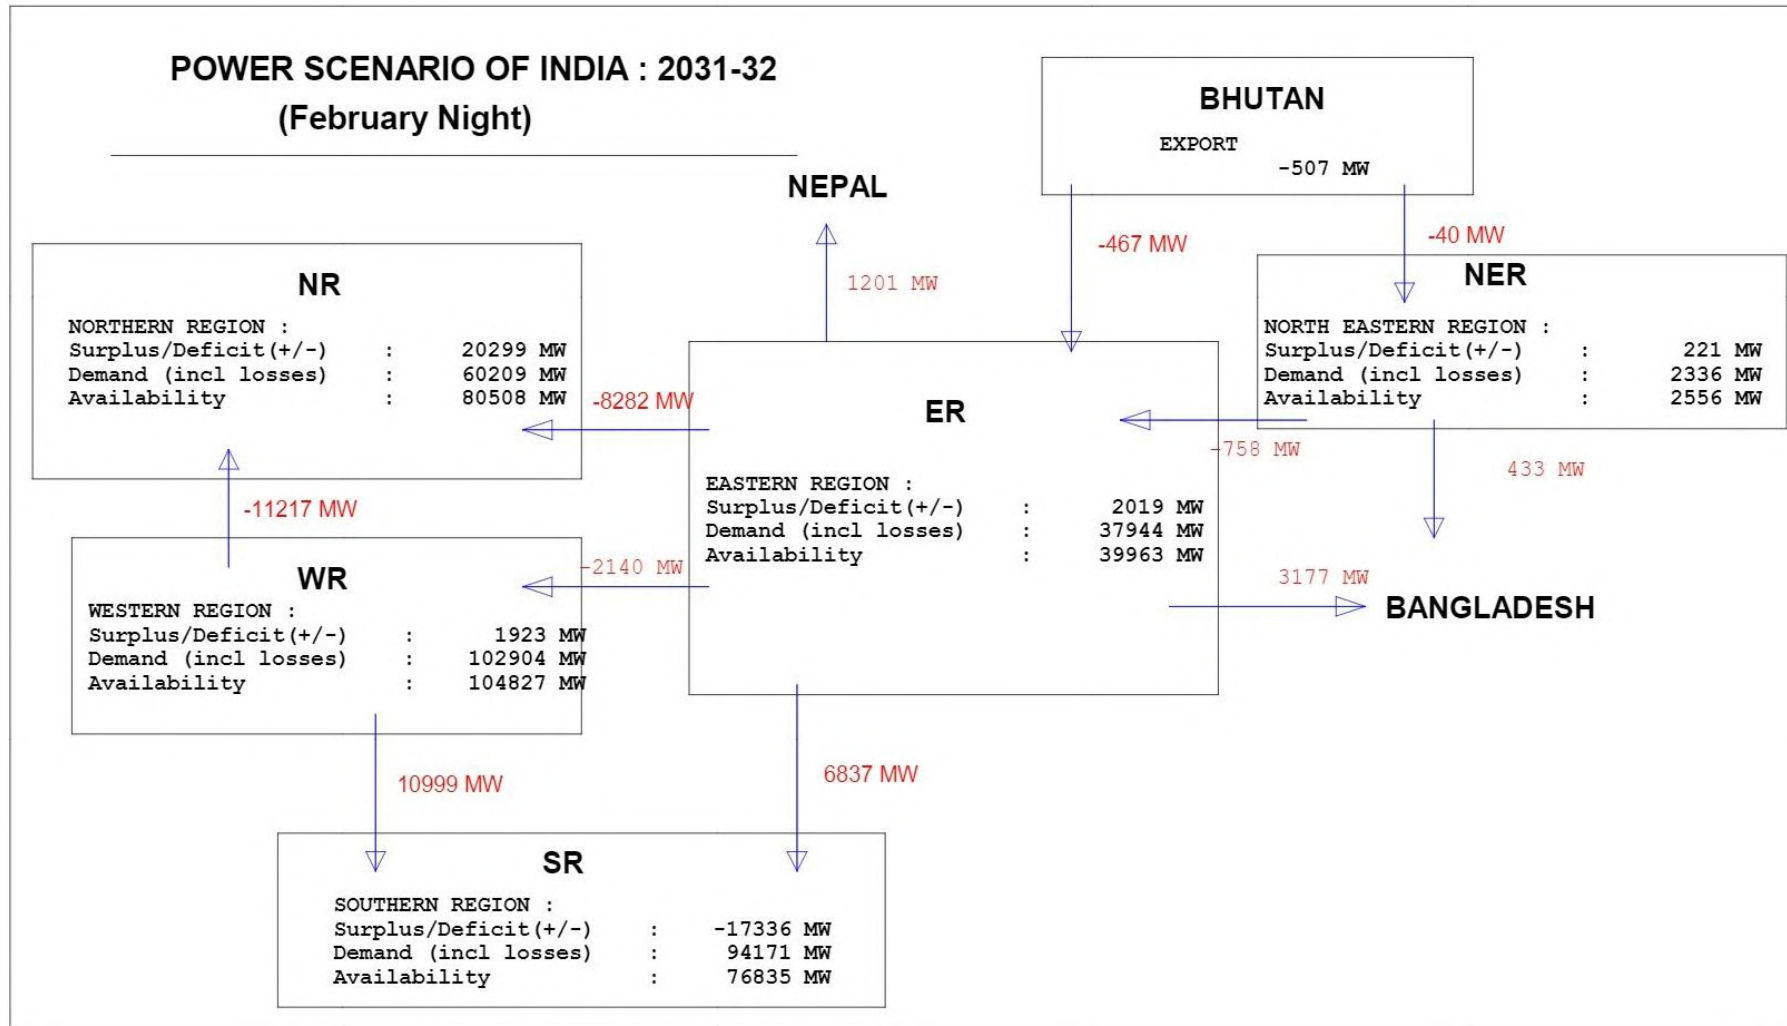 POWER SCENARIO OF INDIA : 2031-32
(February Night)
BHUTAN
EXPORT
-507 MW
NEPAL
1201 MW
-467 MW
-40 MW
NR
NORTHERN REGION :
Surplus/Deficit(+/-) : 20299 MW
Demand (incl losses) : 60209 MW
Availability : 80508 MW
-8282 MW
ER
EASTERN REGION :
Surplus/Deficit(+/-) : 2019 MW
Demand (incl losses) : 37944 MW
Availability : 39963 MW
NER
NORTH EASTERN REGION :
Surplus/Deficit(+/-) : 221 MW
Demand (incl losses) : 2336 MW
Availability : 2556 MW
-758 MW
433 MW
-11217 MW
WR
WESTERN REGION :
Surplus/Deficit(+/-) : 1923 MW
Demand (incl losses) : 102904 MW
Availability : 104827 MW
-2140 MW
3177 MW
BANGLADESH
10999 MW
6837 MW
SR
SOUTHERN REGION :
Surplus/Deficit(+/-) : -17336 MW
Demand (incl losses) : 94171 MW
Availability : 76835 MW